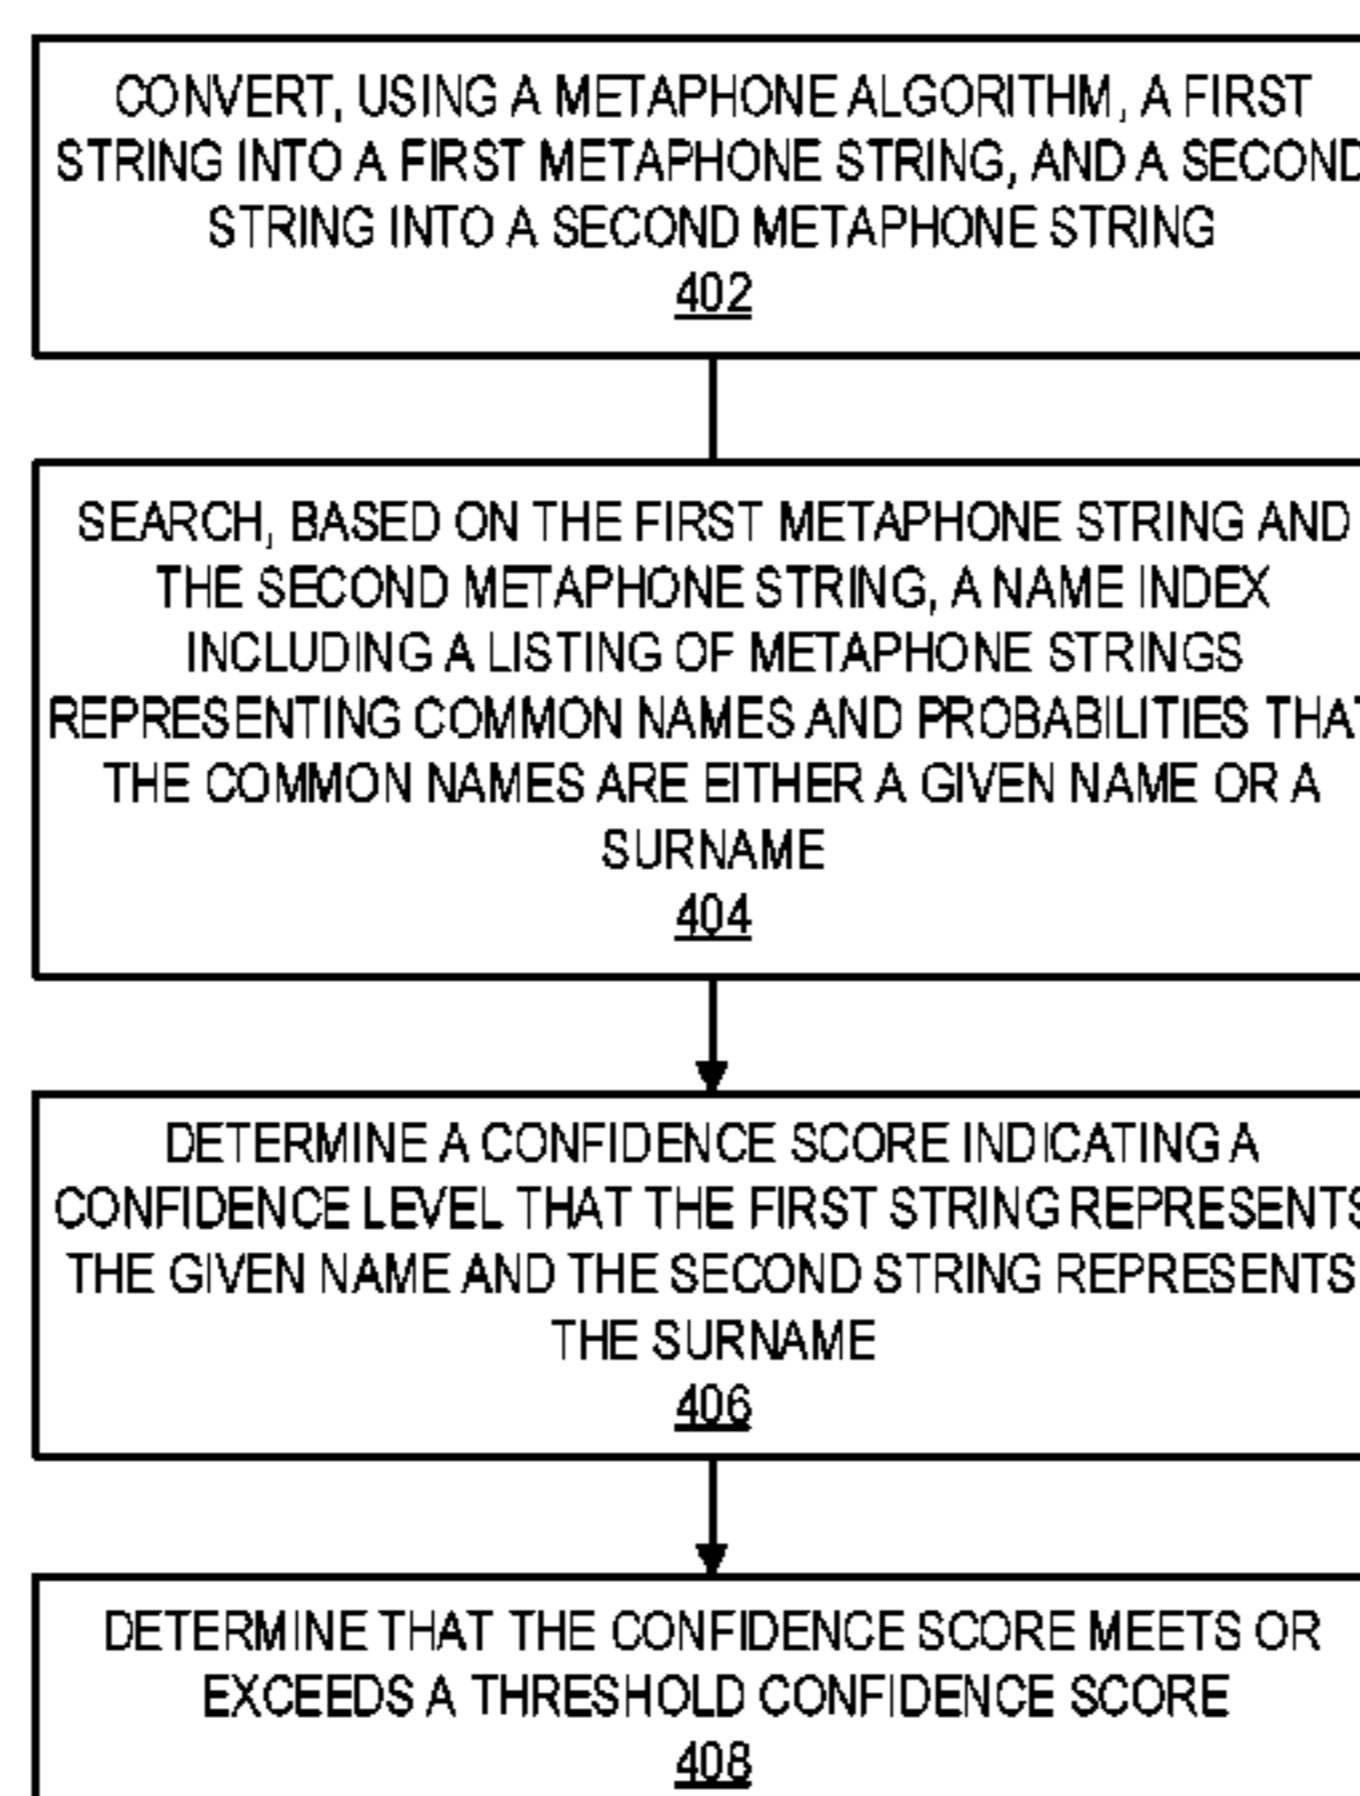 CONVERT, USING A METAPHONE ALGORITHM, A FIRST
STRING INTO A FIRST METAPHONE STRING, AND A SECOND
STRING INTO A SECOND METAPHONE STRING
402
SEARCH, BASED ON THE FIRST METAPHONE STRING AND
THE SECOND METAPHONE STRING, A NAME INDEX
INCLUDING A LISTING OF METAPHONE STRINGS
REPRESENTING COMMON NAMES AND PROBABILITIES THAT
THE COMMON NAMES ARE EITHER A GIVEN NAME OR A
SURNAME
404
DETERMINE A CONFIDENCE SCORE INDICATING A
CONFIDENCE LEVEL THAT THE FIRST STRING REPRESENTS
THE GIVEN NAME AND THE SECOND STRING REPRESENTS
THE SURNAME
406
DETERMINE THAT THE CONFIDENCE SCORE MEETS OR
EXCEEDS A THRESHOLD CONFIDENCE SCORE
408